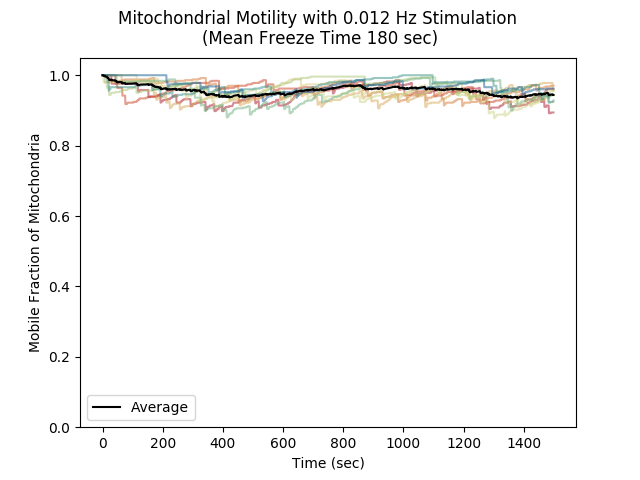 Mitochondrial Motility with 0.012 Hz Stimulation
(Mean Freeze Time 180 sec)
Mobile Fraction of Mitochondria
1.0
0.8
0.6
0.4
0.2
0.0
Average
0 200 400 600 800 1000 1200 1400
Time (sec)